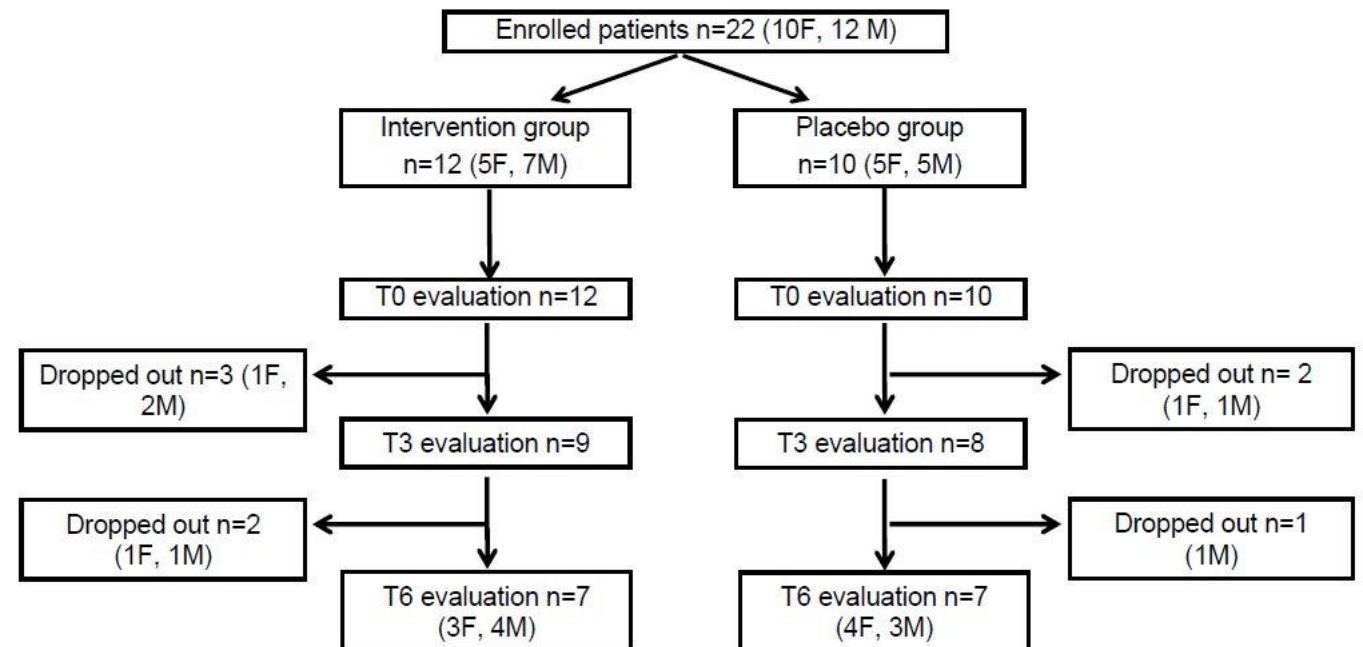 Enrolled patients n=22 (10F, 12 M)
Intervention group
n=12 (5F, 7M)
Placebo group
n=10 (5F, 5M)
T0 evaluation n=12
T0 evaluation n=10
Dropped out n=3 (1F,
2M)
Dropped out n= 2
(1F, 1M)
T3 evaluation n=9
T3 evaluation n=8
Dropped out n=2
(1F, 1M)
Dropped out n=1
(1M)
T6 evaluation n=7
(3F, 4M)
T6 evaluation n=7
(4F, 3M)